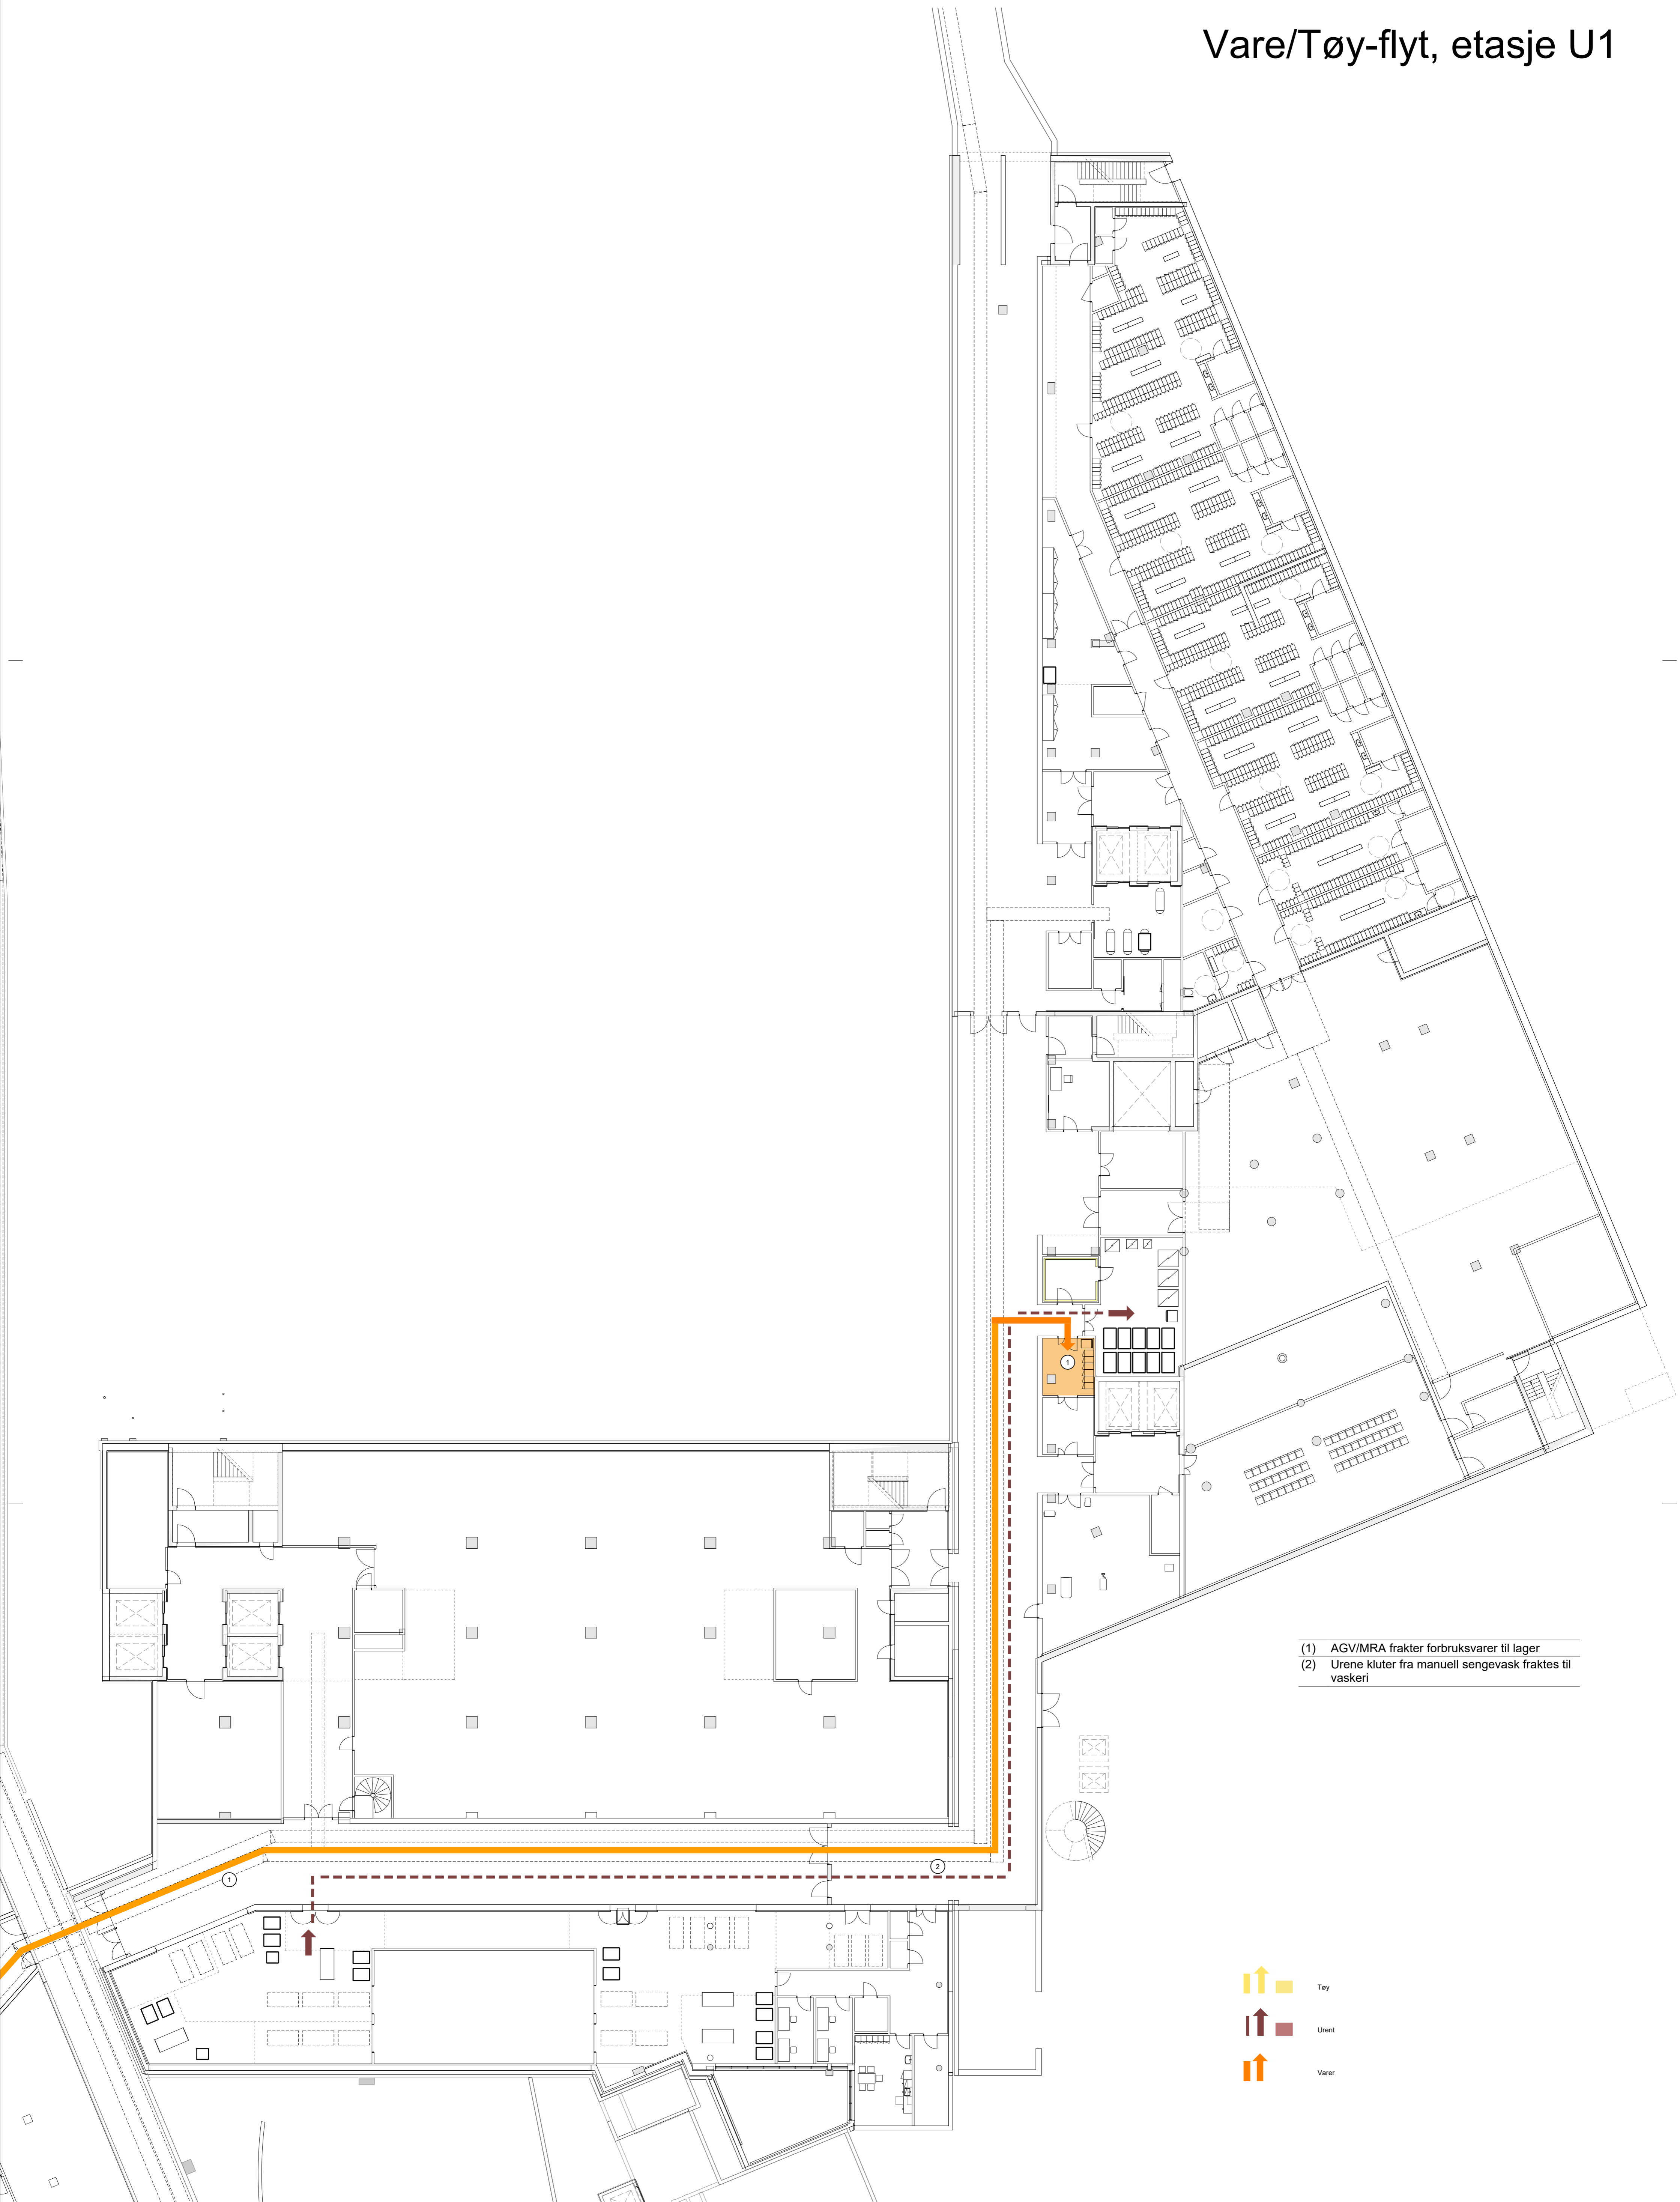 Vare/Tøy-flyt, etasje U1
1
(1) AGV/MRA frakter forbruksvarer til lager
(2) Urene kluter fra manuell sengevask fraktes til
vaskeri
2
1
Tøy
Urent
Varer